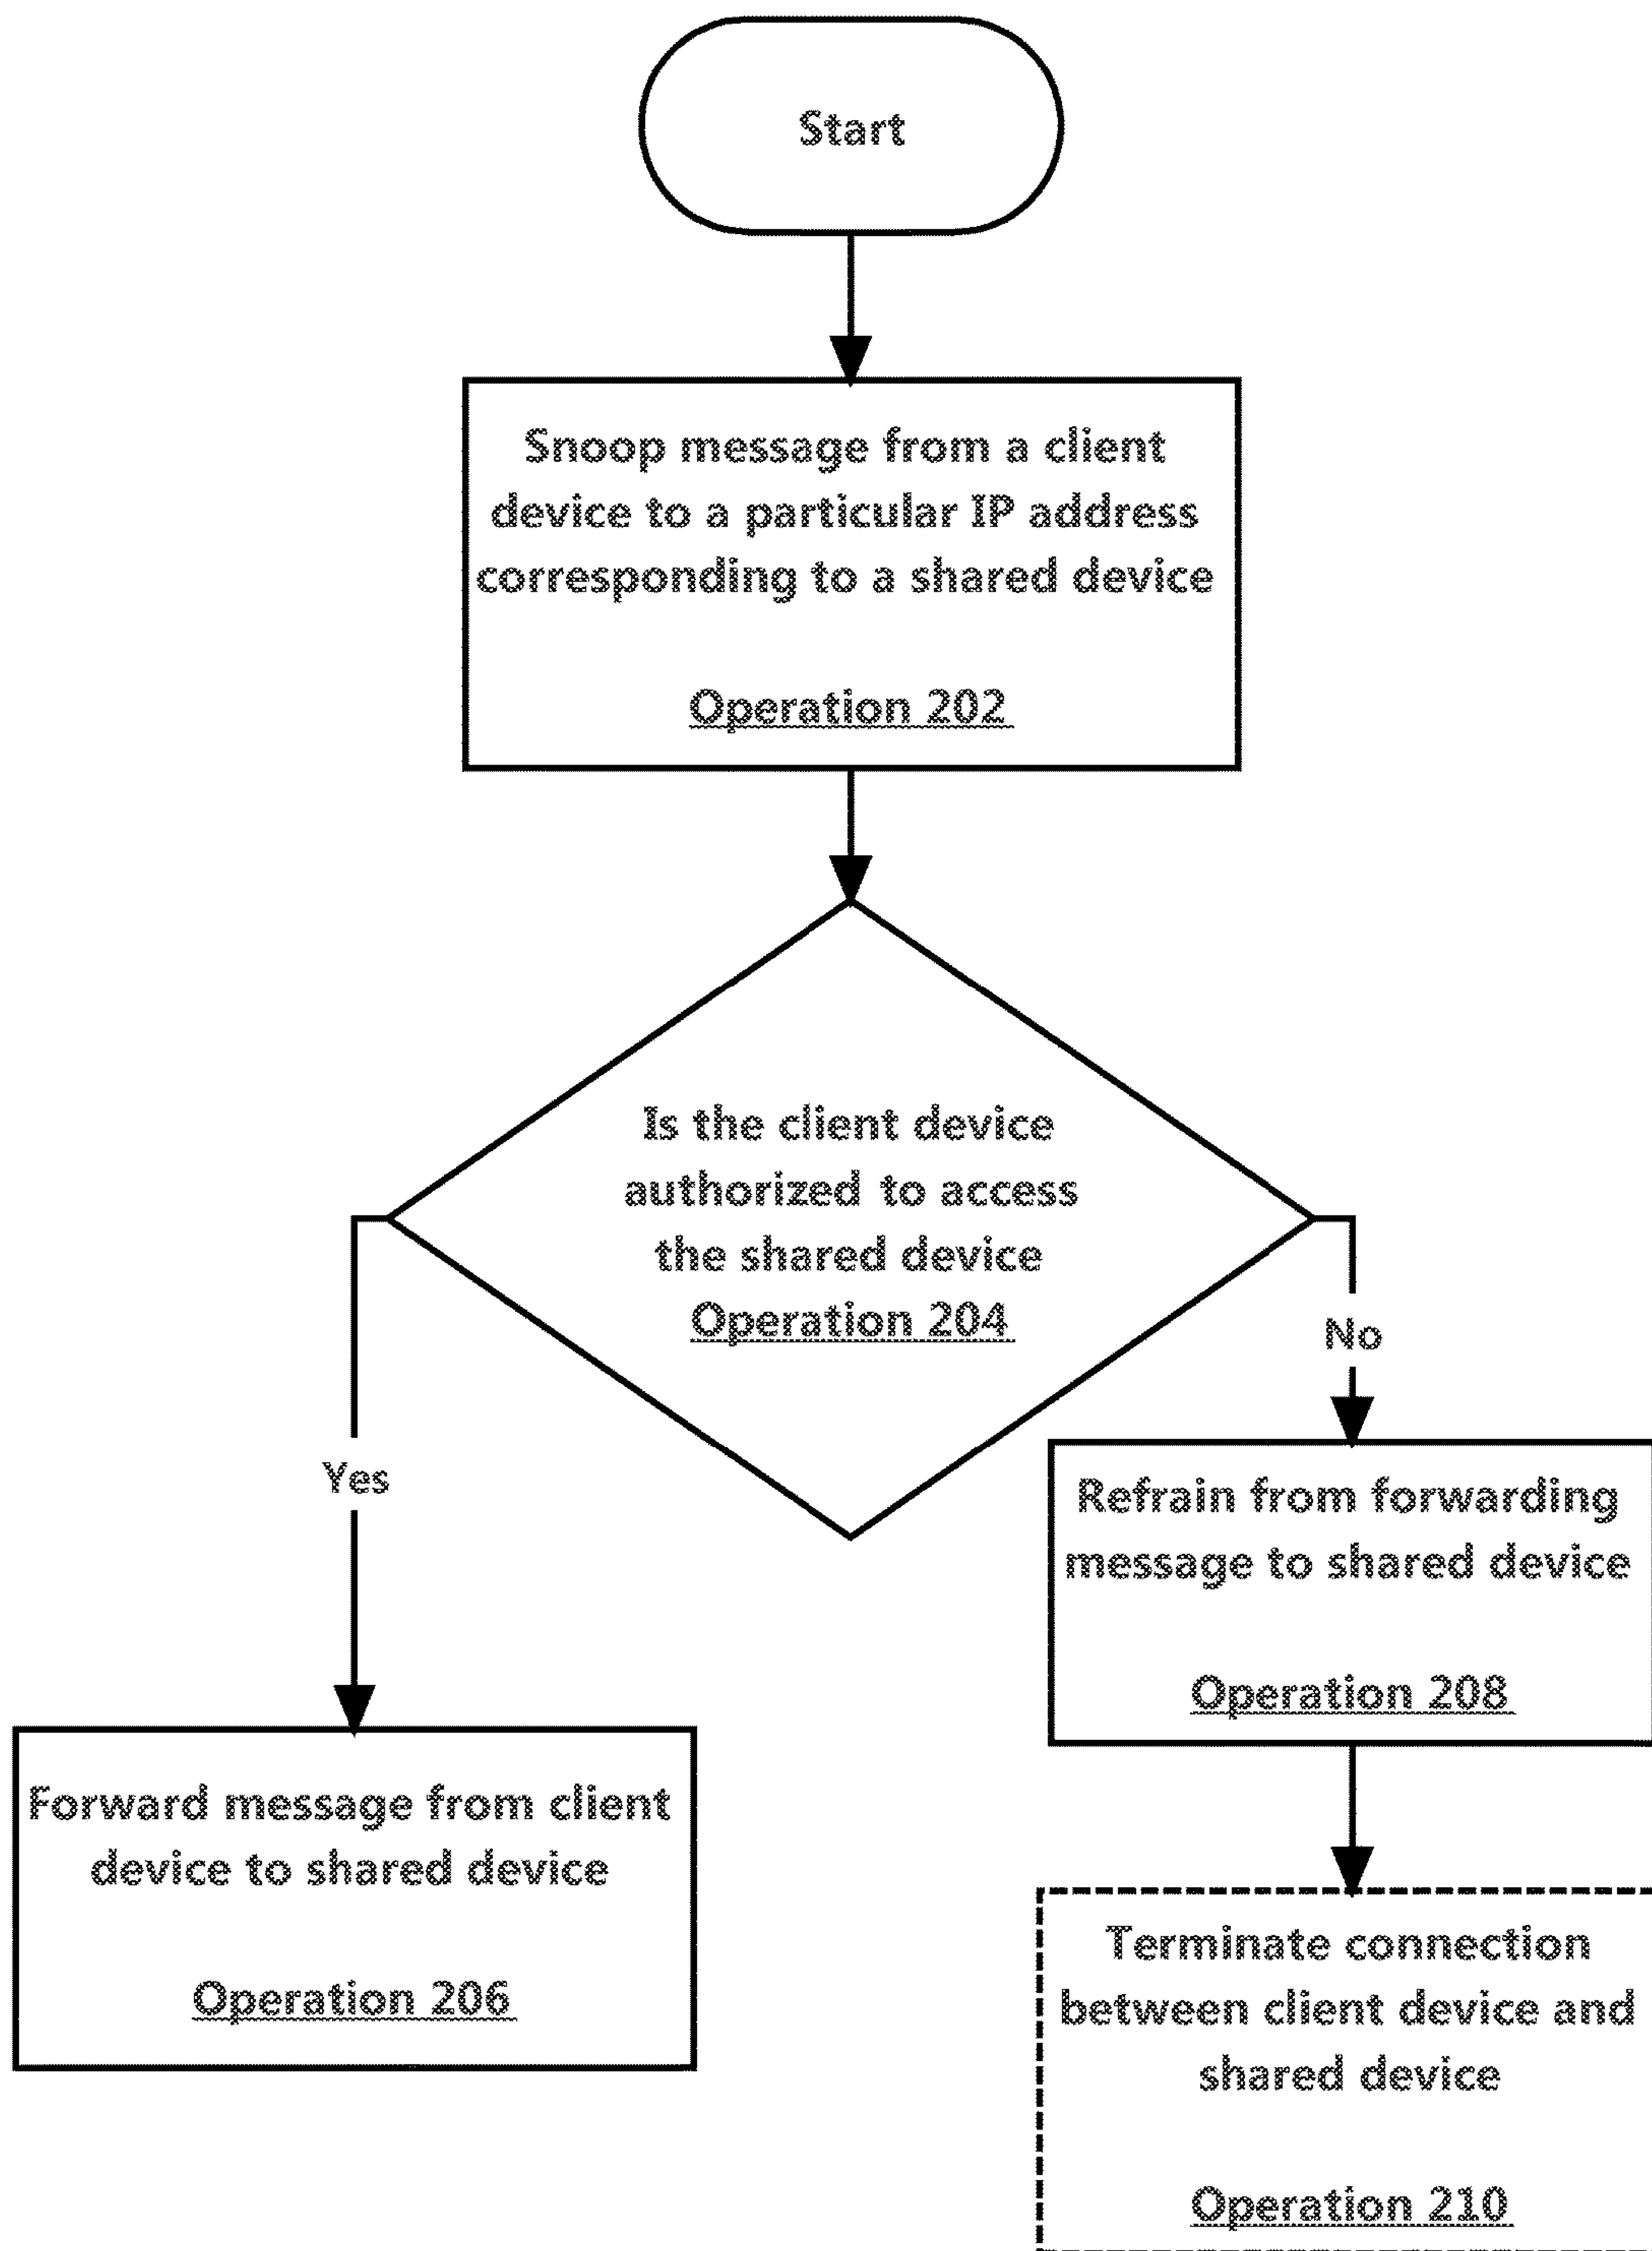 Start
Snoop message from a client
device to a particular IP address
corresponding to a shared device
Operation 202
Is the client device
authorized to access
the shared device
Operation 204
No
Yes
Refrain from forwarding
message to shared device
Operation 208
Forward message from client
device to shared device
Operation 206
Terminate connection
between client device and
shared device
Operation 210